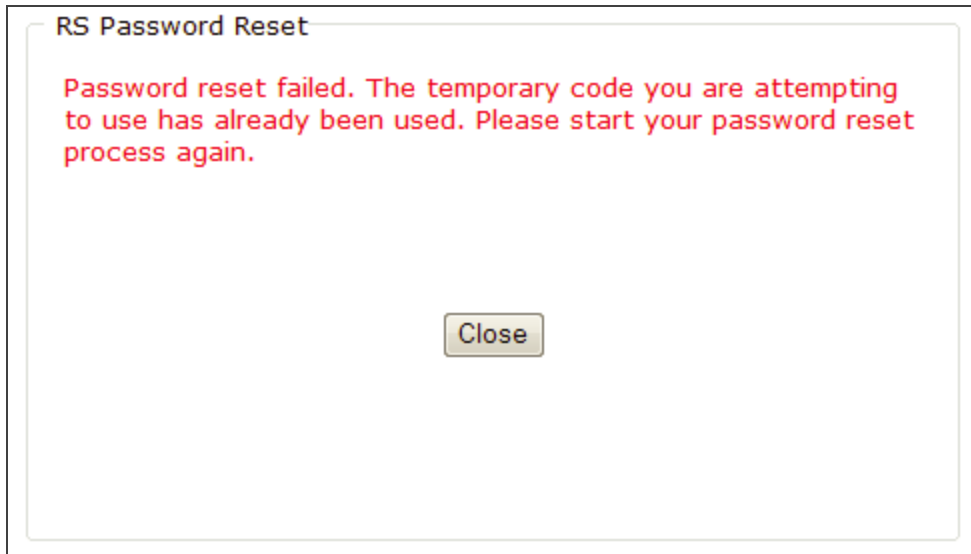 RS Password Reset
Password reset failed. The temporary code you are attempting
to use has already been used. Please start your password reset
process again.
Close